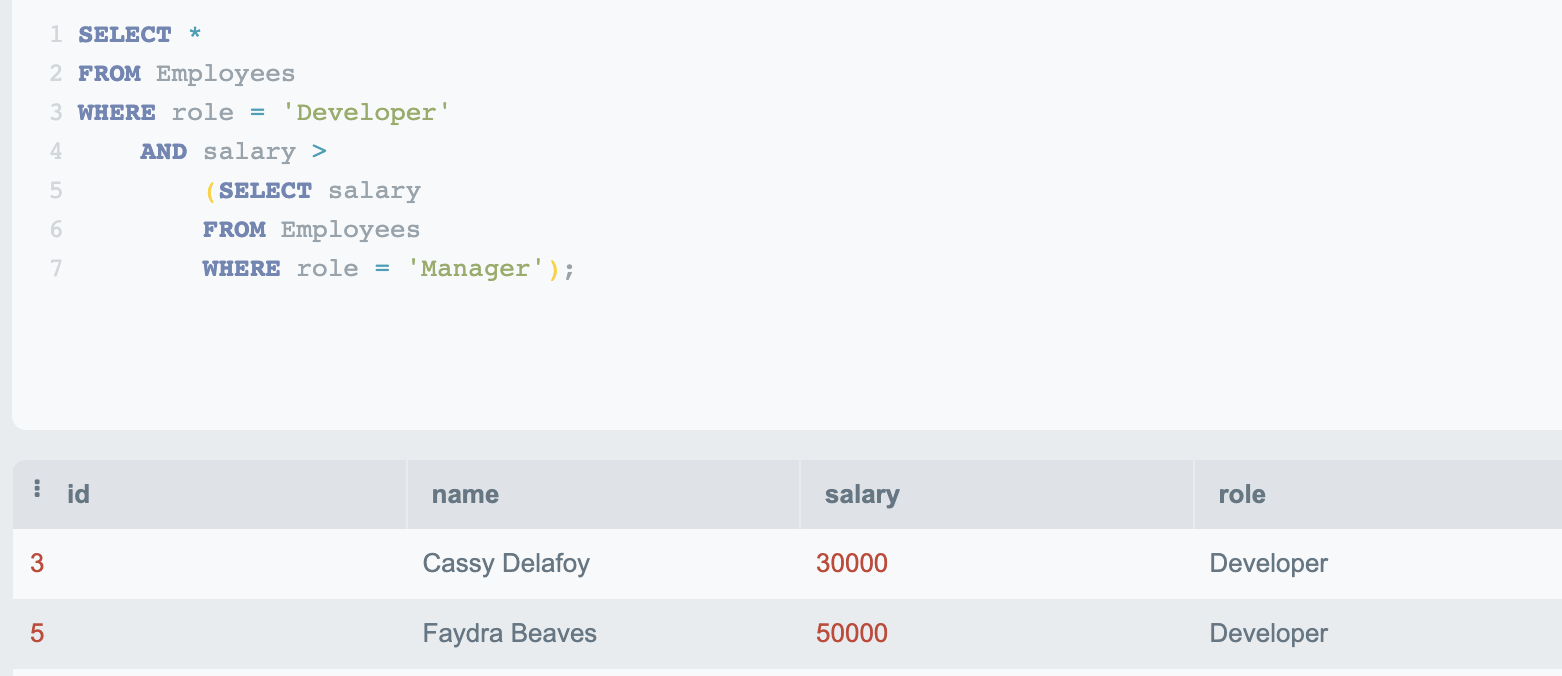 1 SELECT *
2 FROM Employees
3 WHERE role = 'Developer'
4 AND salary >
5 (SELECT salary
6 FROM Employees
7 WHERE role = 'Manager');
id name salary role
3 Cassy Delafoy 30000 Developer
5 Faydra Beaves 50000 Developer